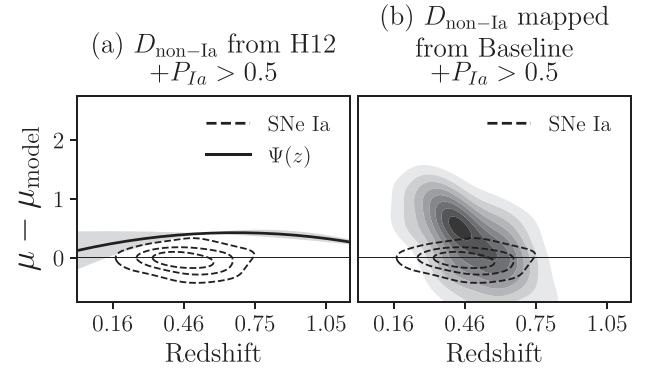 (a) D_non−Ia from H12
+P_Ia > 0.5
(b) D_non−Ia mapped
from Baseline
+P_Ia > 0.5
μ − μ_model
2
1
0
SNe Ia
Ψ(z)
SNe Ia
0.16 0.46 0.75 1.05
0.16 0.46 0.75 1.05
Redshift
Redshift